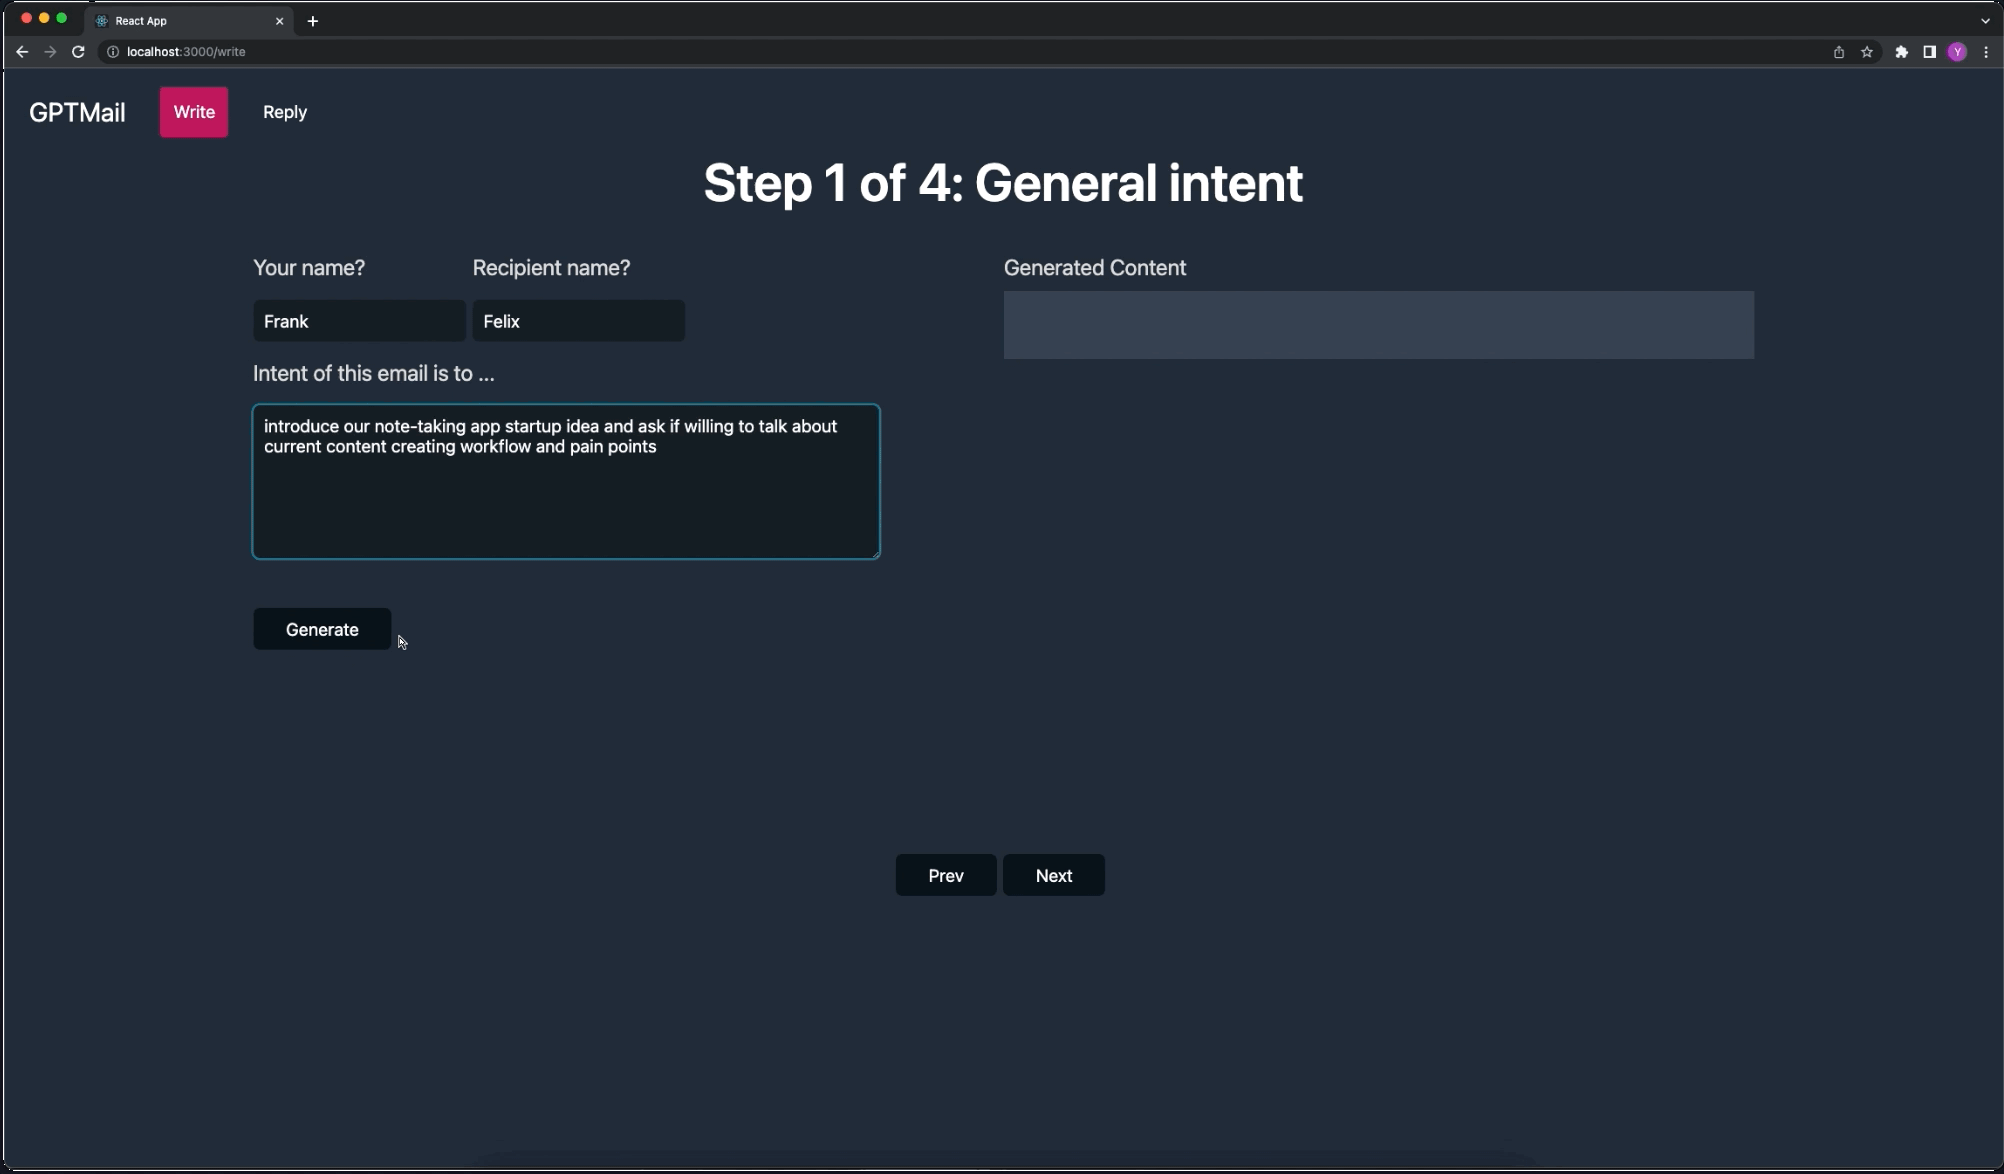 React App
localhost:3000/write
Y
GPTMail
Write
Reply
Step 1 of 4: General intent
Your name?
Recipient name?
Generated Content
Frank
Felix
Intent of this email is to ...
introduce our note-taking app startup idea and ask if willing to talk about
current content creating workflow and pain points
Generate
Prev
Next